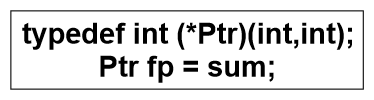 typedef int (*Ptr)(int,int);
Ptr fp = sum;